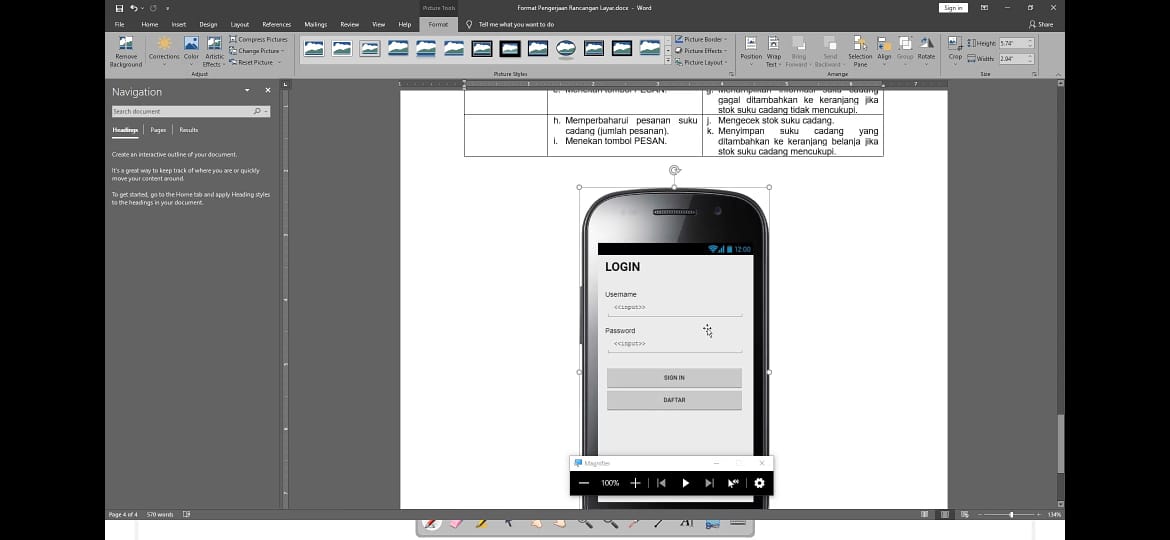 Picture Tools
Format Pengerjaan Rancangan Layar.docx - Word
Sign in
File Home Insert Design Layout References Mailings Review View Help Format Tell me what you want to do
Share
Remove Background
Corrections
Color
Artistic Effects
Compress Pictures
Change Picture
Reset Picture
Adjust
Picture Styles
Picture Border
Picture Effects
Picture Layout
Position
Wrap Text
Bring Forward
Send Backward
Selection Pane
Align
Group
Rotate
Arrange
Crop
Height: 5.74"
Width: 2.94"
Size
Navigation
Search document
Headings Pages Results
Create an interactive outline of your document.
It's a great way to keep track of where you are or quickly
move your content around.
To get started, go to the Home tab and apply Heading styles
to the headings in your document.
gagal ditambahkan ke keranjang jika
stok suku cadang tidak mencukupi.
h. Memperbaharui pesanan suku
cadang (jumlah pesanan).
i. Menekan tombol PESAN.
j. Mengecek stok suku cadang.
k. Menyimpan suku cadang yang
ditambahkan ke keranjang belanja jika
stok suku cadang mencukupi.
12:00
LOGIN
Username
<<input>>
Password
<<input>>
SIGN IN
DAFTAR
Magnifier
100%
Page 4 of 4 570 words
134%